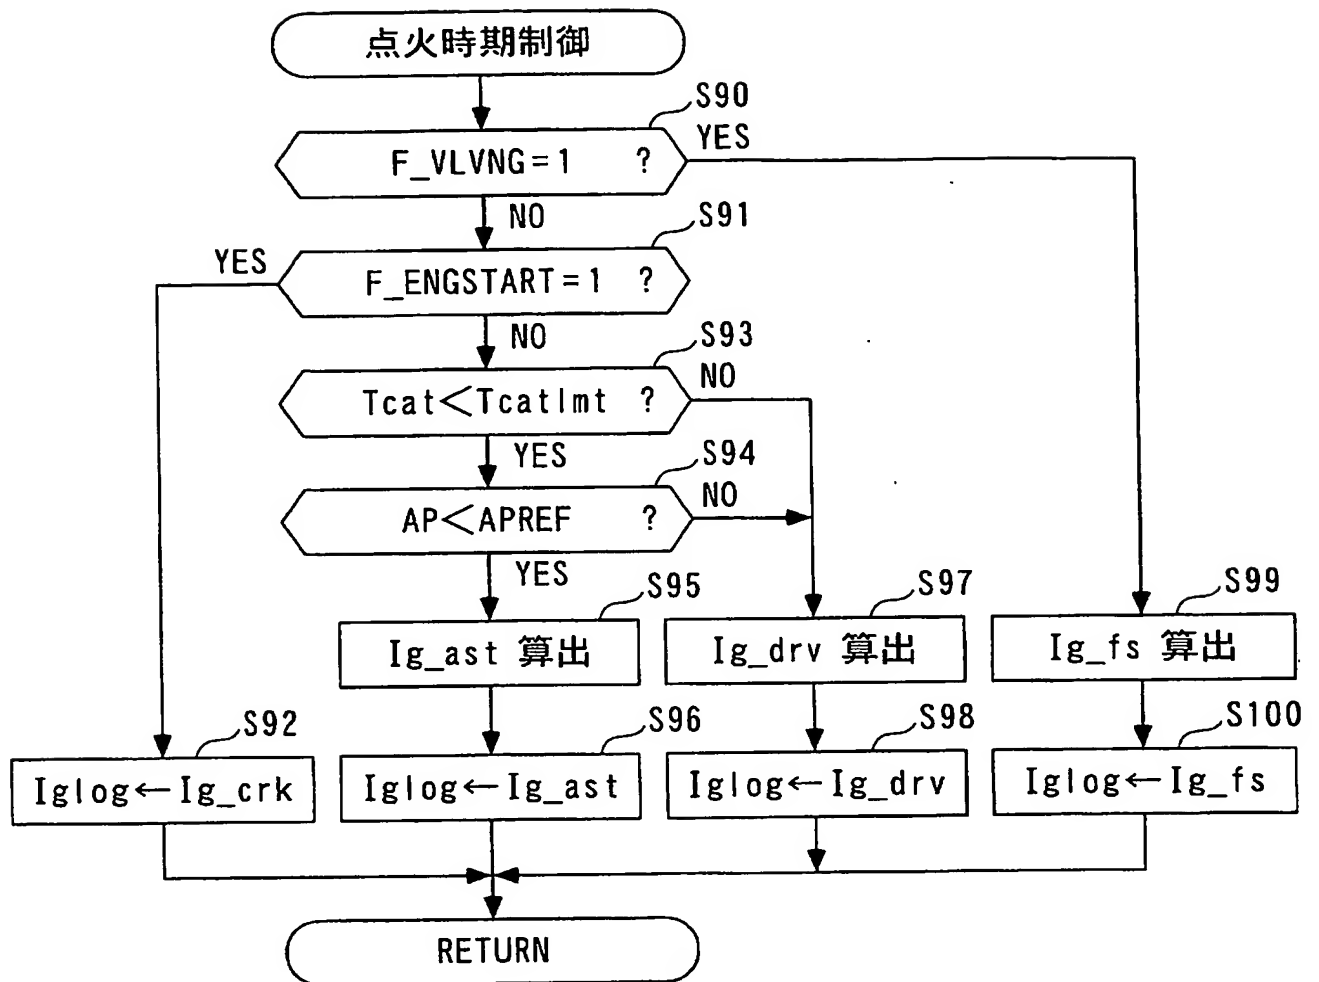 点火時期制御
S90
F_VLVNG=1 ?
YES
NO
S91
YES
F_ENGSTART=1 ?
NO
S93
Tcat<Tcatlmt ?
NO
YES
S94
AP<APREF ?
NO
YES
S95
S97
S99
Ig_ast 算出
Ig_drv 算出
Ig_fs 算出
S92
S96
S98
S100
Iglog←Ig_crk
Iglog←Ig_ast
Iglog←Ig_drv
Iglog←Ig_fs
RETURN